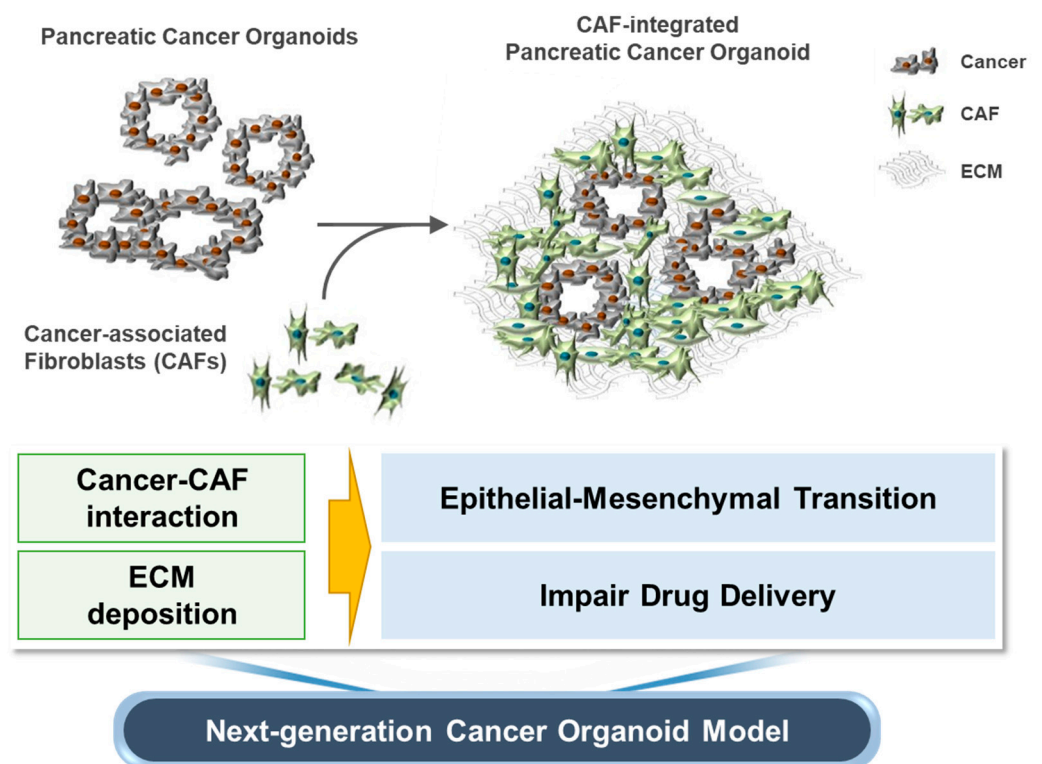 Pancreatic Cancer Organoids
CAF-integrated
Pancreatic Cancer Organoid
Cancer
CAF
ECM
Cancer-associated
Fibroblasts (CAFs)
Cancer-CAF
interaction
Epithelial-Mesenchymal Transition
ECM
deposition
Impair Drug Delivery
Next-generation Cancer Organoid Model